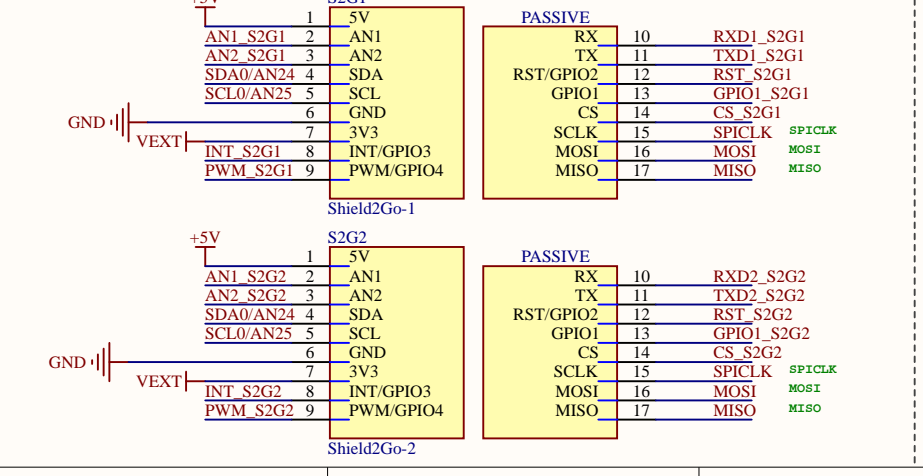 +5V S2G1
1 5V PASSIVE
AN1_S2G1 2 AN1 RX 10 RXD1_S2G1
AN2_S2G1 3 AN2 TX 11 TXD1_S2G1
SDA0/AN24 4 SDA RST/GPIO2 12 RST_S2G1
SCL0/AN25 5 SCL GPIO1 13 GPIO1_S2G1
GND 6 GND CS 14 CS_S2G1
VEXT 7 3V3 SCLK 15 SPICLK SPICLK
INT_S2G1 8 INT/GPIO3 MOSI 16 MOSI MOSI
PWM_S2G1 9 PWM/GPIO4 MISO 17 MISO MISO
Shield2Go-1
+5V S2G2
1 5V PASSIVE
AN1_S2G2 2 AN1 RX 10 RXD2_S2G2
AN2_S2G2 3 AN2 TX 11 TXD2_S2G2
SDA0/AN24 4 SDA RST/GPIO2 12 RST_S2G2
SCL0/AN25 5 SCL GPIO1 13 GPIO1_S2G2
GND 6 GND CS 14 CS_S2G2
VEXT 7 3V3 SCLK 15 SPICLK SPICLK
INT_S2G2 8 INT/GPIO3 MOSI 16 MOSI MOSI
PWM_S2G2 9 PWM/GPIO4 MISO 17 MISO MISO
Shield2Go-2